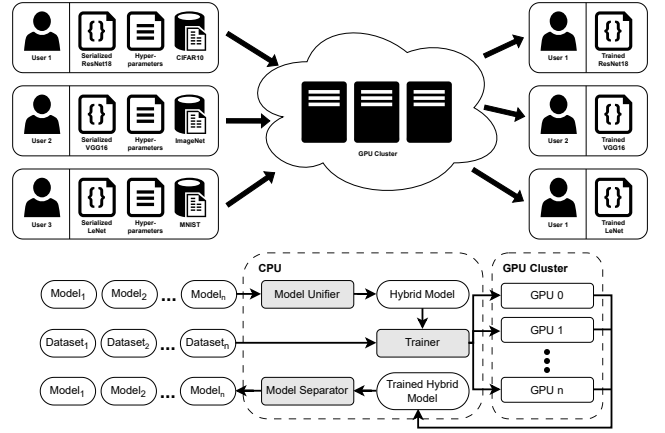 User 1
Serialized
ResNet18
Hyper-
parameters
CIFAR10
User 2
Serialized
VGG16
Hyper-
parameters
ImageNet
User 3
Serialized
LeNet
Hyper-
parameters
MNIST
GPU Cluster
User 1
Trained
ResNet18
User 2
Trained
VGG16
User 1
Trained
LeNet
CPU
GPU Cluster
Model1 Model2 ... Modeln
Model Unifier
Hybrid Model
GPU 0
Dataset1 Dataset2 ... Datasetn
Trainer
GPU 1
Model1 Model2 ... Modeln
Model Separator
Trained Hybrid
Model
GPU n